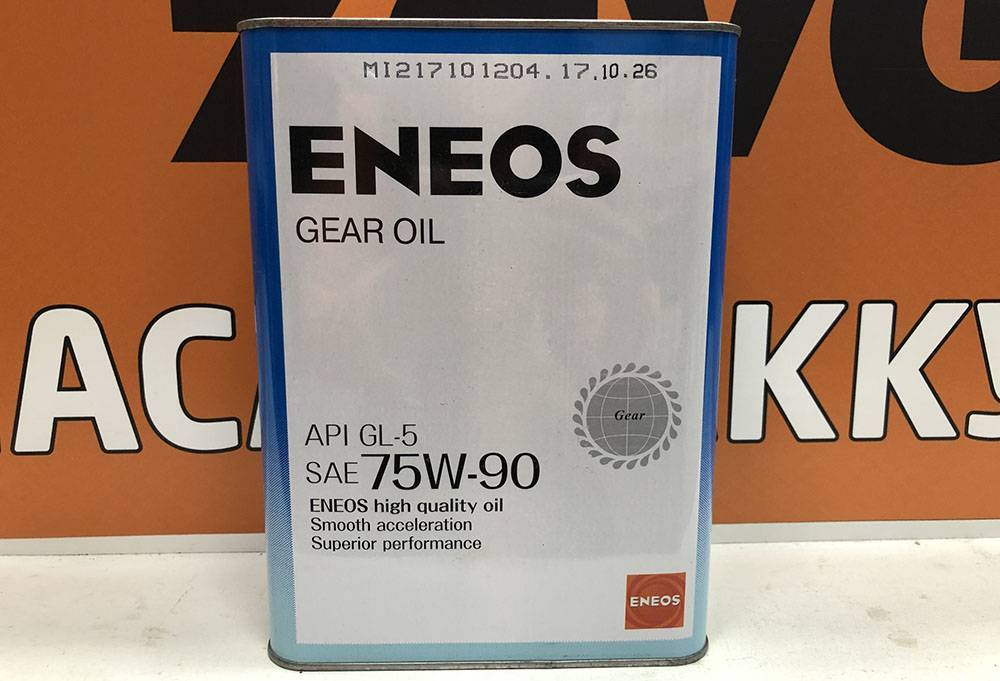 MI217101204. 17.10.26
ENEOS
GEAR OIL
Gear
API GL-5
SAE 75W-90
ENEOS high quality oil
Smooth acceleration
Superior performance
ENEOS